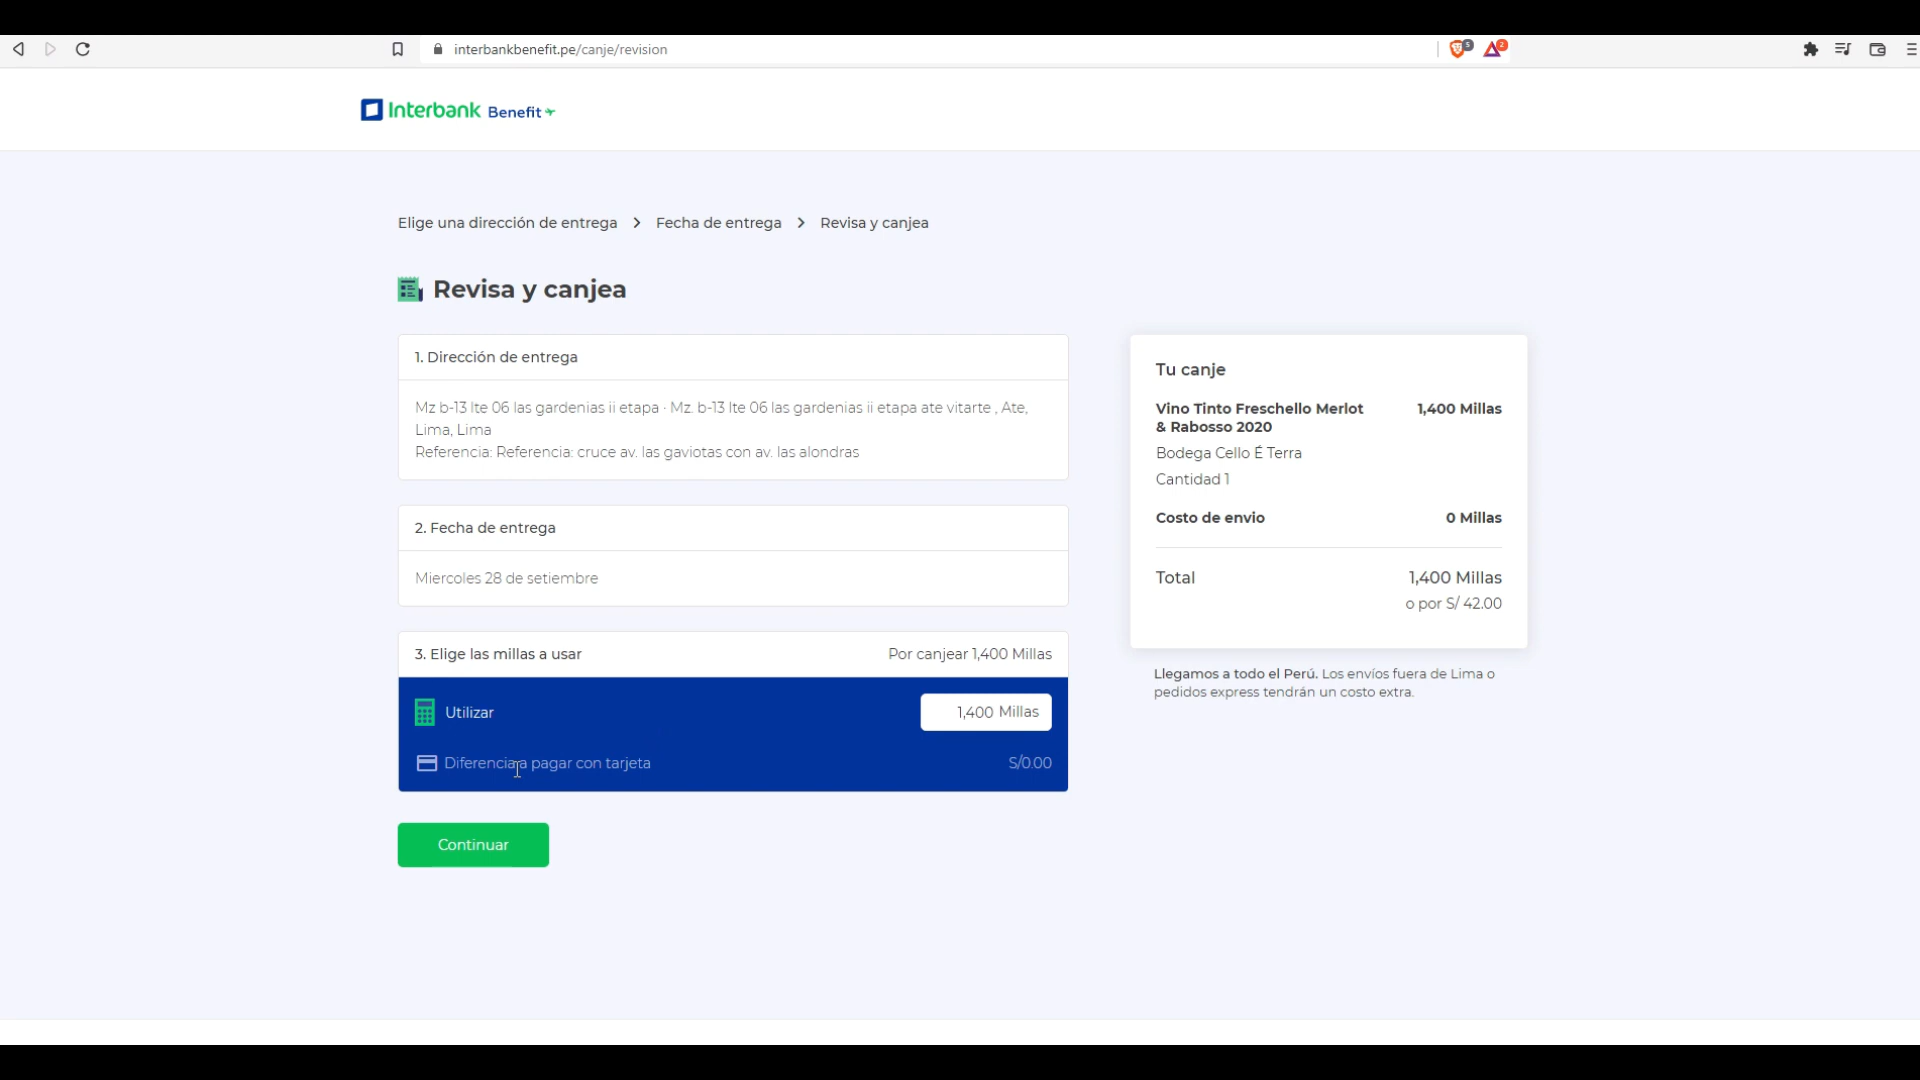 interbankbenefit.pe/canje/revision
5
2
Interbank Benefit
Elige una dirección de entrega > Fecha de entrega > Revisa y canjea
Revisa y canjea
1. Dirección de entrega
Mz b-13 lte 06 las gardenias ii etapa · Mz. b-13 lte 06 las gardenias ii etapa ate vitarte , Ate,
Lima, Lima
Referencia: Referencia: cruce av. las gaviotas con av. las alondras
2. Fecha de entrega
Miercoles 28 de setiembre
3. Elige las millas a usar Por canjear 1,400 Millas
Utilizar 1,400 Millas
Diferencia a pagar con tarjeta S/0.00
Continuar
Tu canje
Vino Tinto Freschello Merlot 1,400 Millas
& Rabosso 2020
Bodega Cello É Terra
Cantidad 1
Costo de envio 0 Millas
Total 1,400 Millas
o por S/ 42.00
Llegamos a todo el Perú. Los envíos fuera de Lima o
pedidos express tendrán un costo extra.